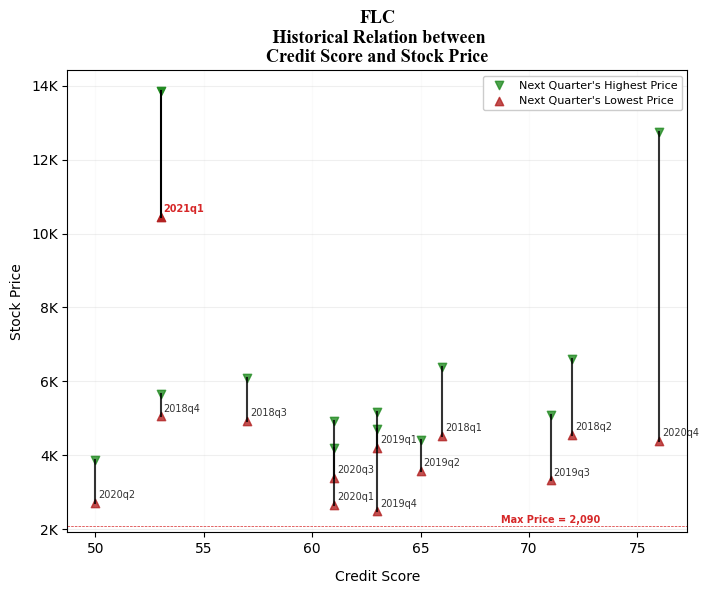 FLC
Historical Relation between
Credit Score and Stock Price
Next Quarter's Highest Price
Next Quarter's Lowest Price
14K
12K
10K
8K
6K
4K
2K
Stock Price
2021q1
2018q4
2018q3
2020q2
2020q3
2020q1
2019q1
2019q4
2019q2
2018q1
2019q3
2018q2
2020q4
Max Price = 2,090
50
55
60
65
70
75
Credit Score